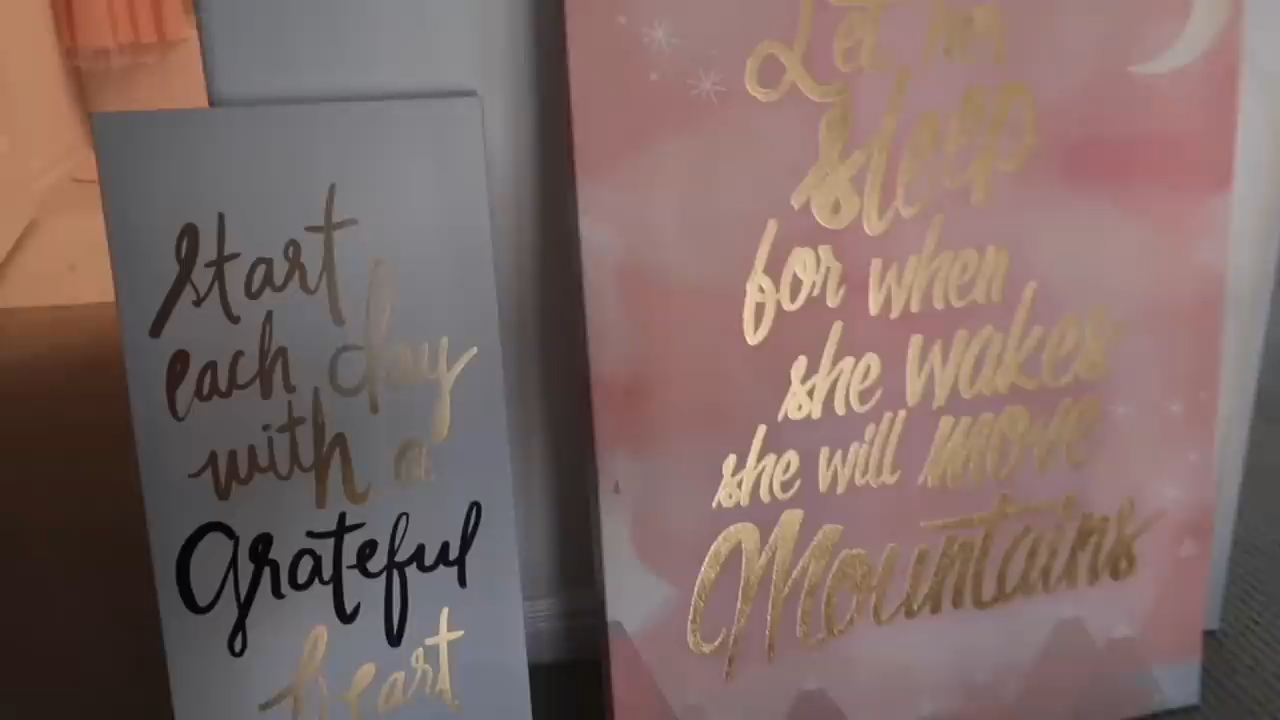 Start
each day
with a
Grateful
heart
Let her
sleep
for when
she wakes
she will move
Mountains